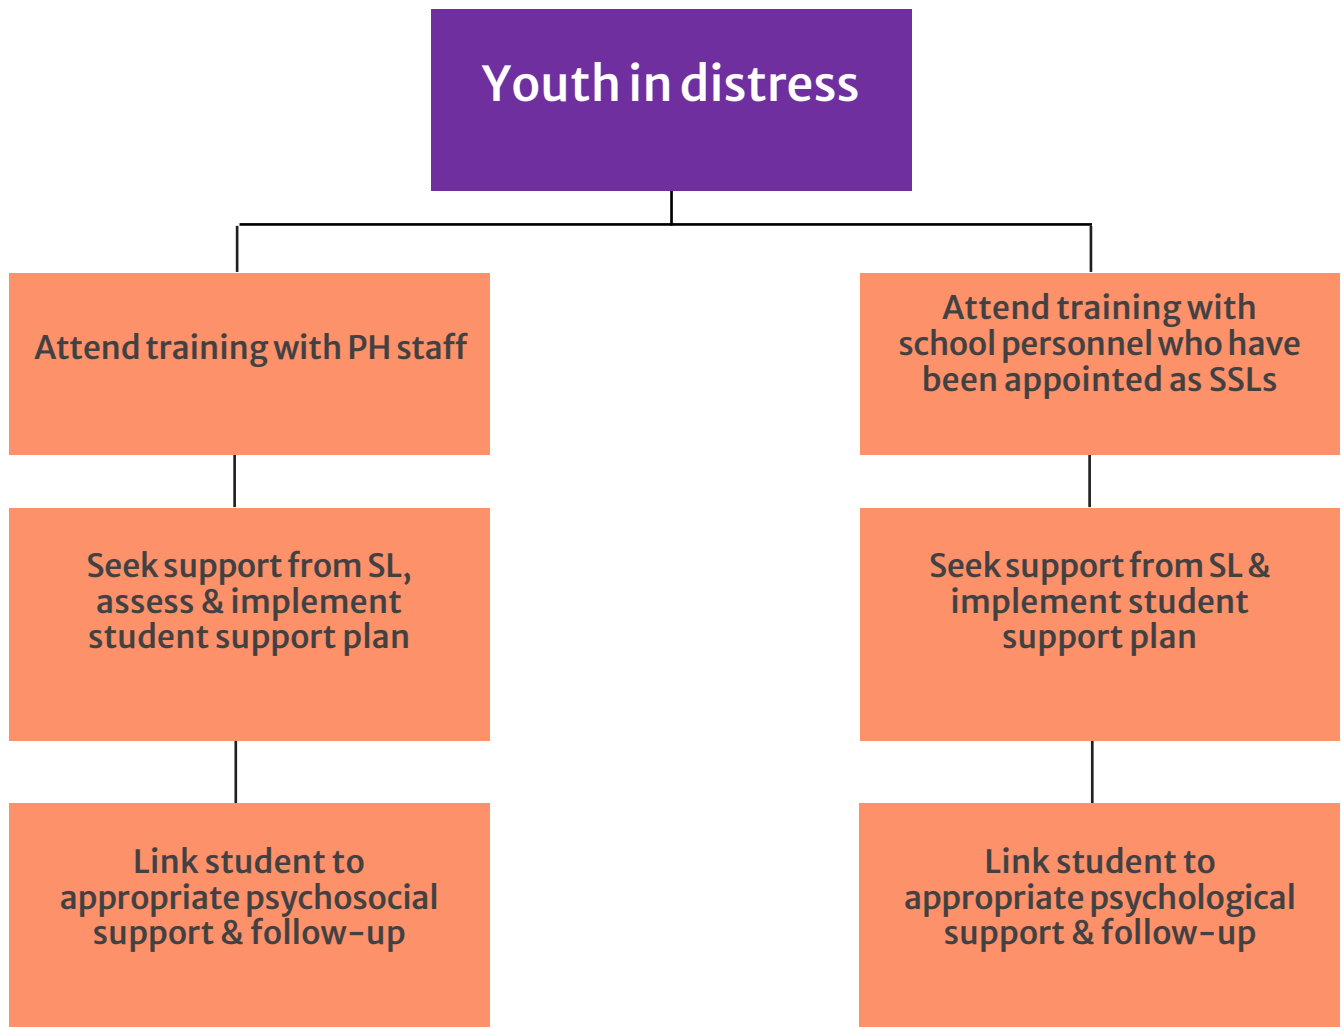 Youth in distress
Attend training with PH staff
Attend training with
school personnel who have
been appointed as SSLs
Seek support from SL,
assess & implement
student support plan
Seek support from SL &
implement student
support plan
Link student to
appropriate psychosocial
support & follow-up
Link student to
appropriate psychological
support & follow-up